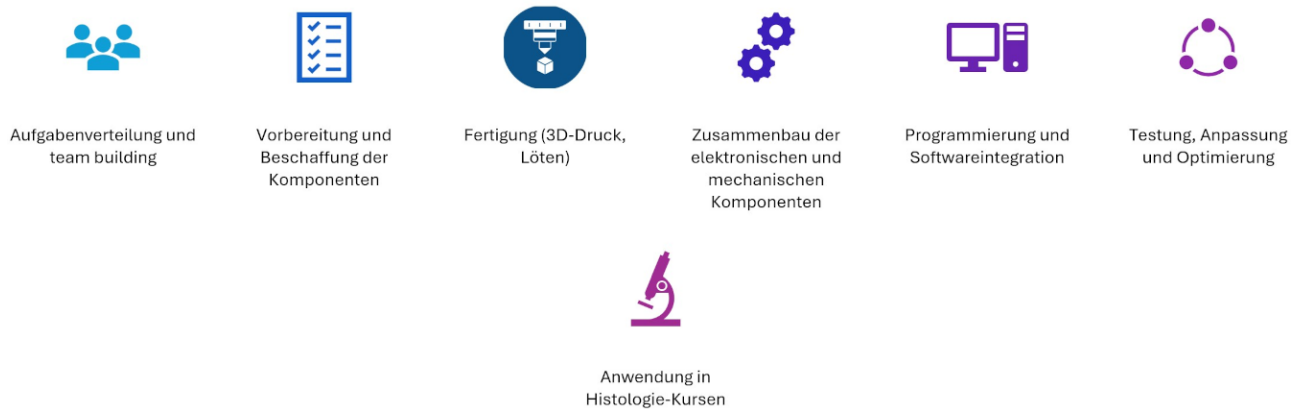 Aufgabenverteilung und
team building
Vorbereitung und
Beschaffung der
Komponenten
Fertigung (3D-Druck,
Löten)
Zusammenbau der
elektronischen und
mechanischen
Komponenten
Programmierung und
Softwareintegration
Testung, Anpassung
und Optimierung
Anwendung in
Histologie-Kursen